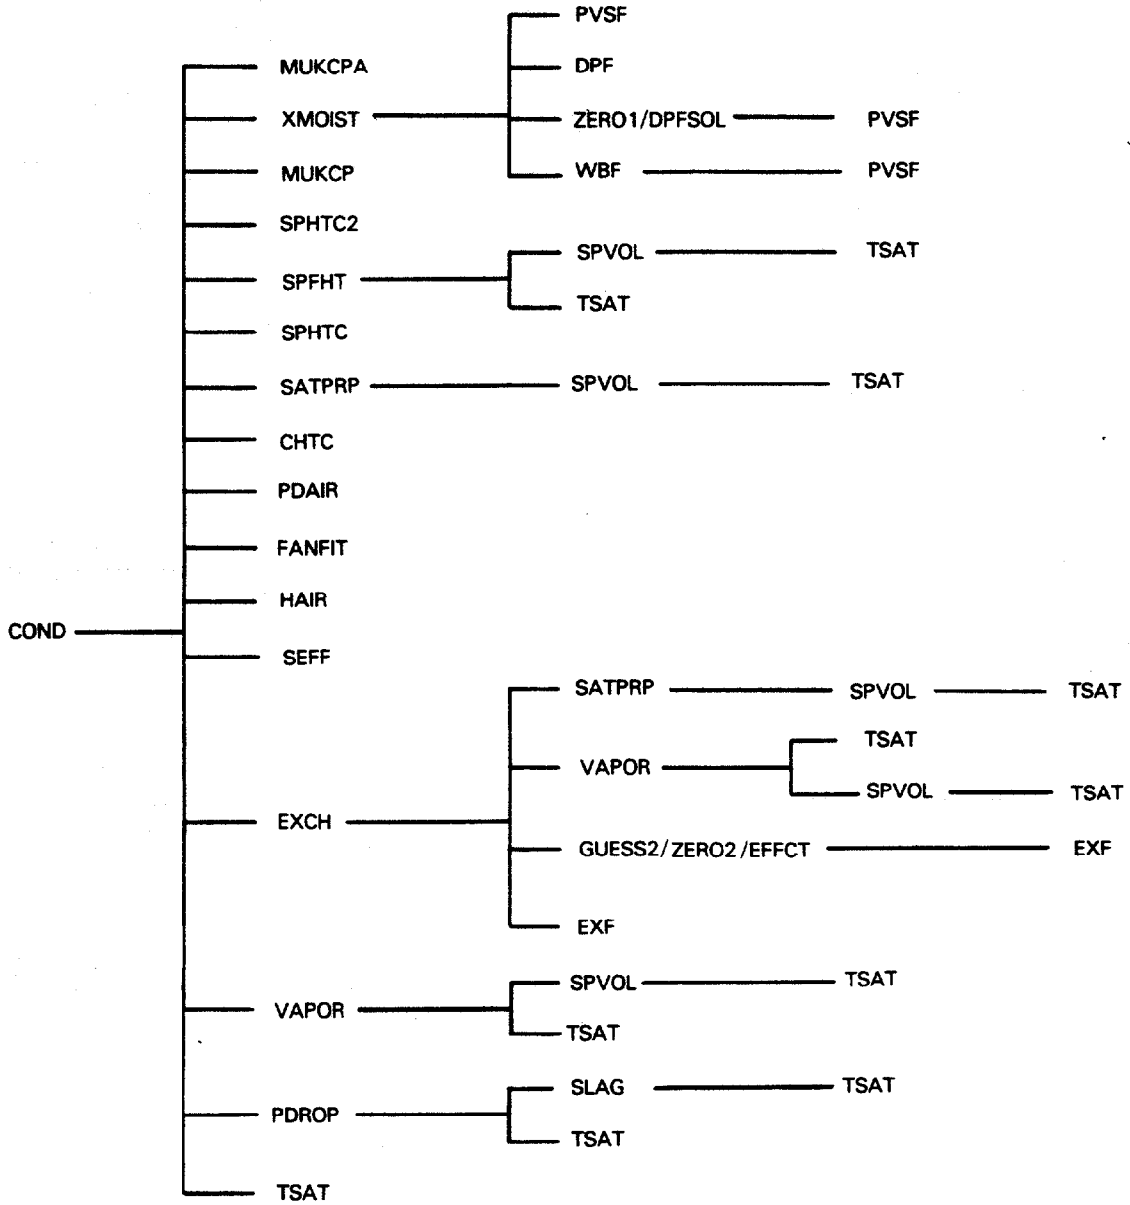 PVSF
MUKCPA DPF
XMOIST ZERO1/DPFSOL PVSF
MUKCP WBF PVSF
SPHTC2
SPVOL TSAT
SPFHT
TSAT
SPHTC
SATPRP SPVOL TSAT
CHTC
PDAIR
FANFIT
HAIR
COND
SEFF
SATPRP SPVOL TSAT
TSAT
VAPOR
SPVOL TSAT
EXCH
GUESS2/ZERO2/EFFCT EXF
EXF
SPVOL TSAT
VAPOR
TSAT
SLAG TSAT
PDROP
TSAT
TSAT